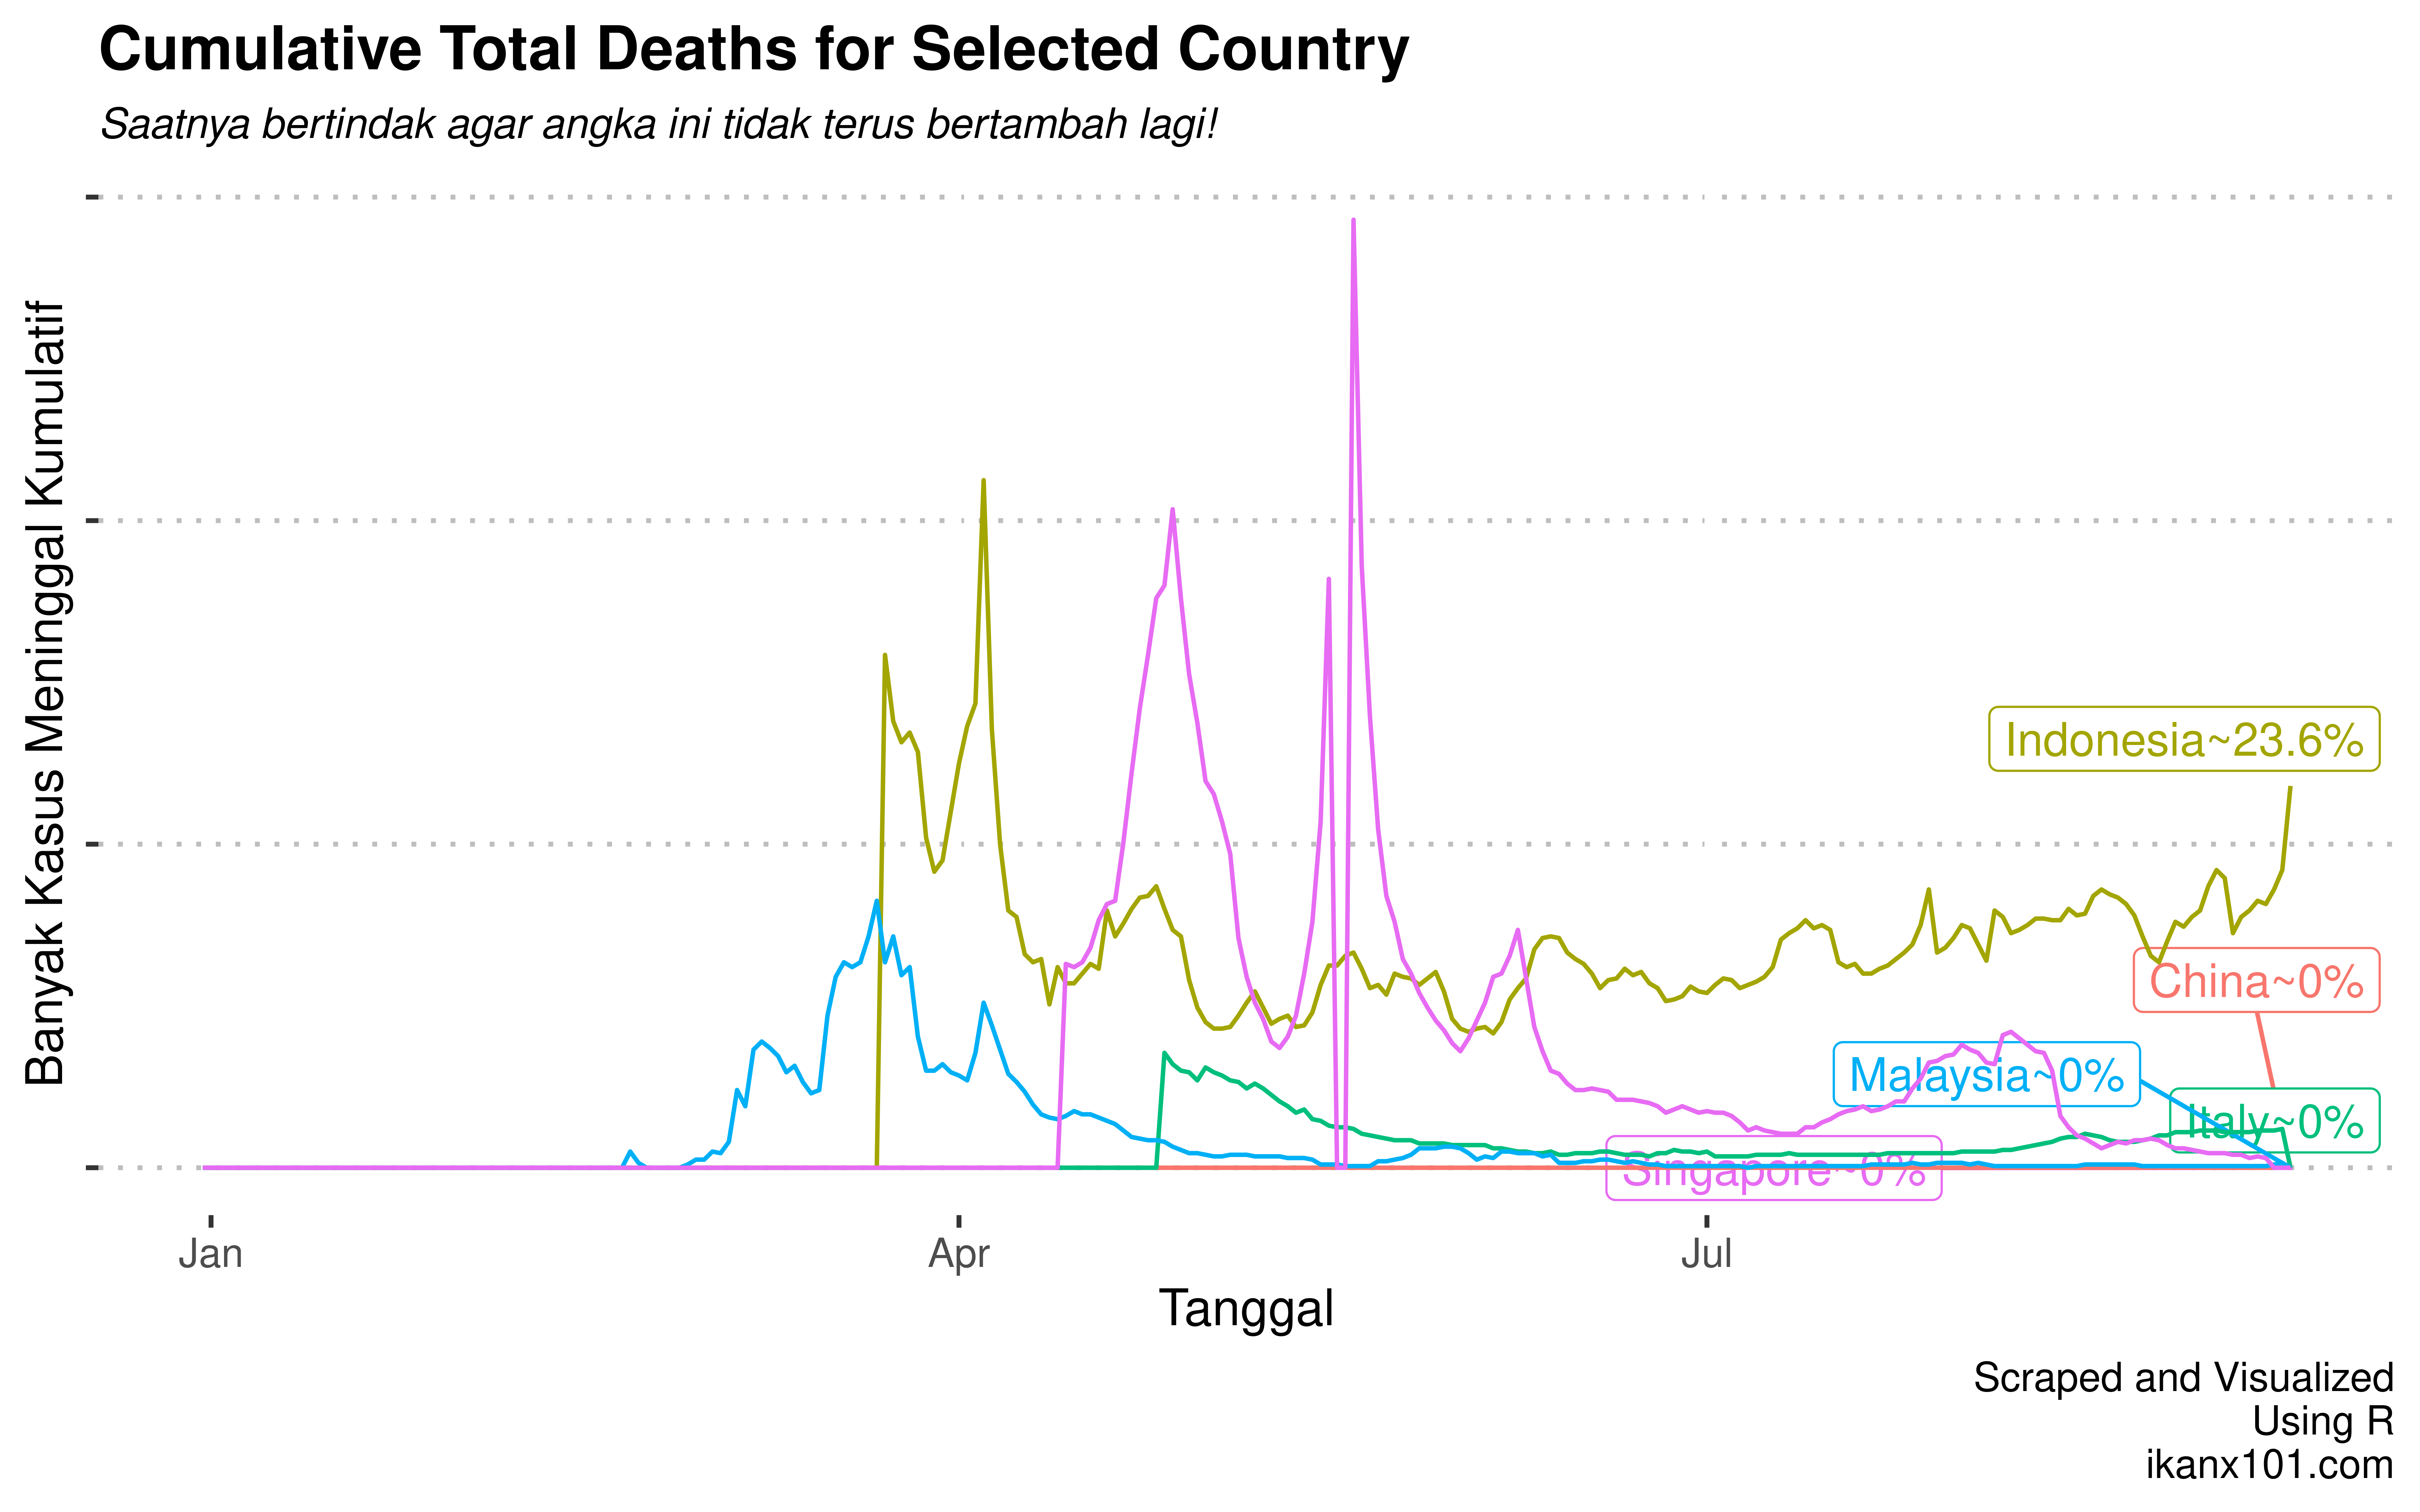 Cumulative Total Deaths for Selected Country
Saatnya bertindak agar angka ini tidak terus bertambah lagi!
Banyak Kasus Meninggal Kumulatif
Indonesia~23.6%
China~0%
Malaysia~0%
Italy~0%
Singapore~0%
Jan
Apr
Jul
Tanggal
Scraped and Visualized
Using R
ikanx101.com